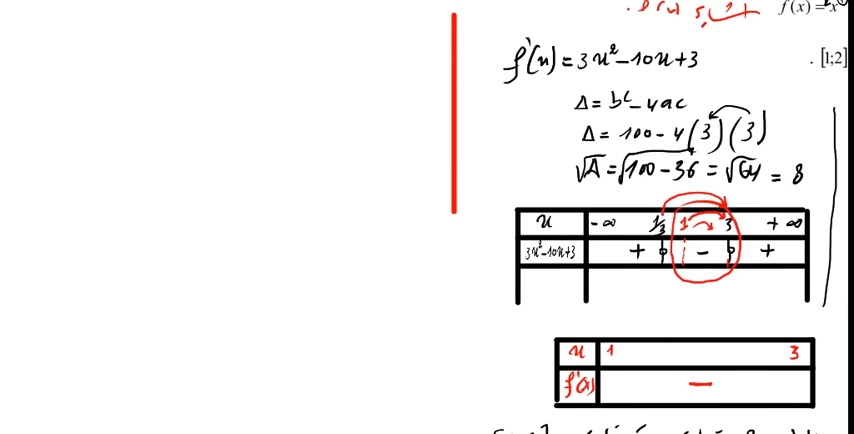 f(x) = x
f'(x) = 3x² - 10x + 3
. [1;2]
Δ = b² - 4ac
Δ = 100 - 4(3)(3)
√Δ = √100 - 36 = √64 = 8
x -∞ 1/3 1 3 +∞
3x²-10x+3 + 0 - 0 +
x 1 3
f'(x) -